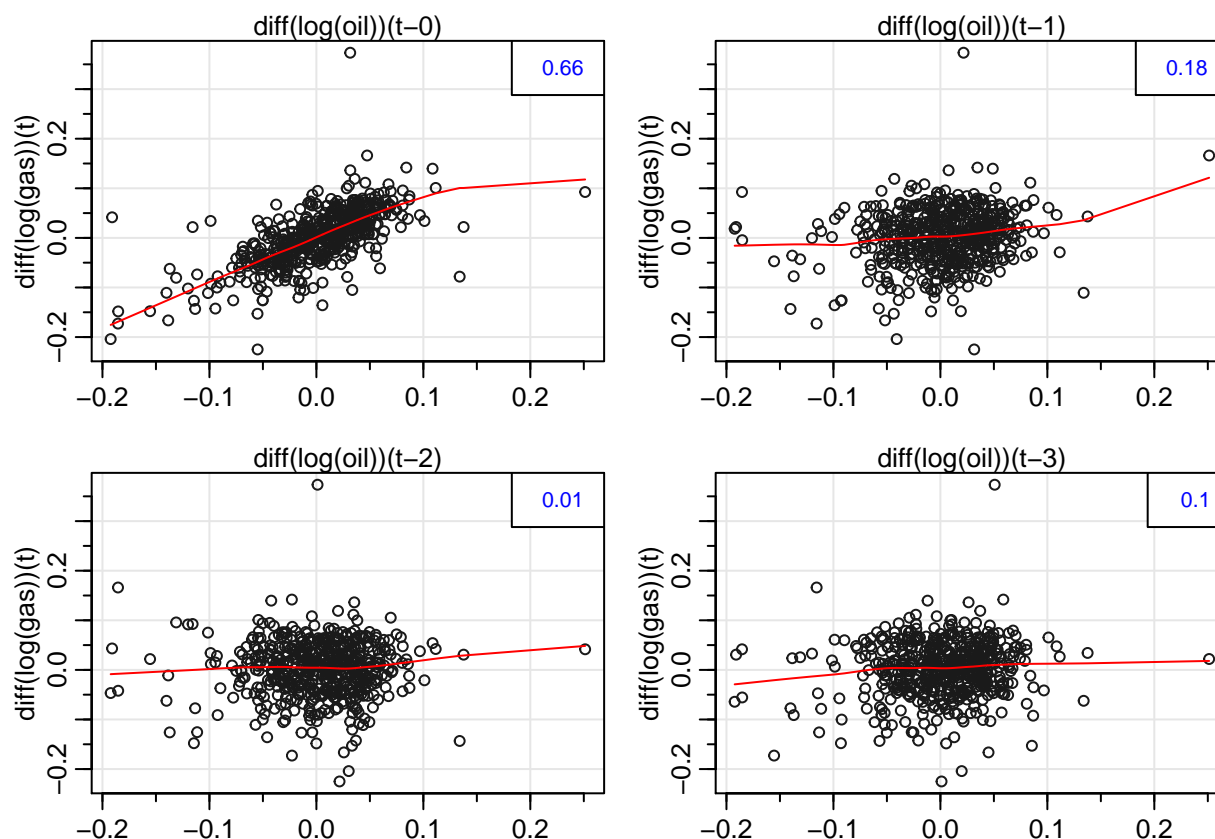 diff(log(oil))(t−0)
0.66
diff(log(gas))(t)
−0.2 0.0 0.2
−0.2 −0.1 0.0 0.1 0.2
diff(log(oil))(t−1)
0.18
diff(log(gas))(t)
−0.2 0.0 0.2
−0.2 −0.1 0.0 0.1 0.2
diff(log(oil))(t−2)
0.01
diff(log(gas))(t)
−0.2 0.0 0.2
−0.2 −0.1 0.0 0.1 0.2
diff(log(oil))(t−3)
0.1
diff(log(gas))(t)
−0.2 0.0 0.2
−0.2 −0.1 0.0 0.1 0.2